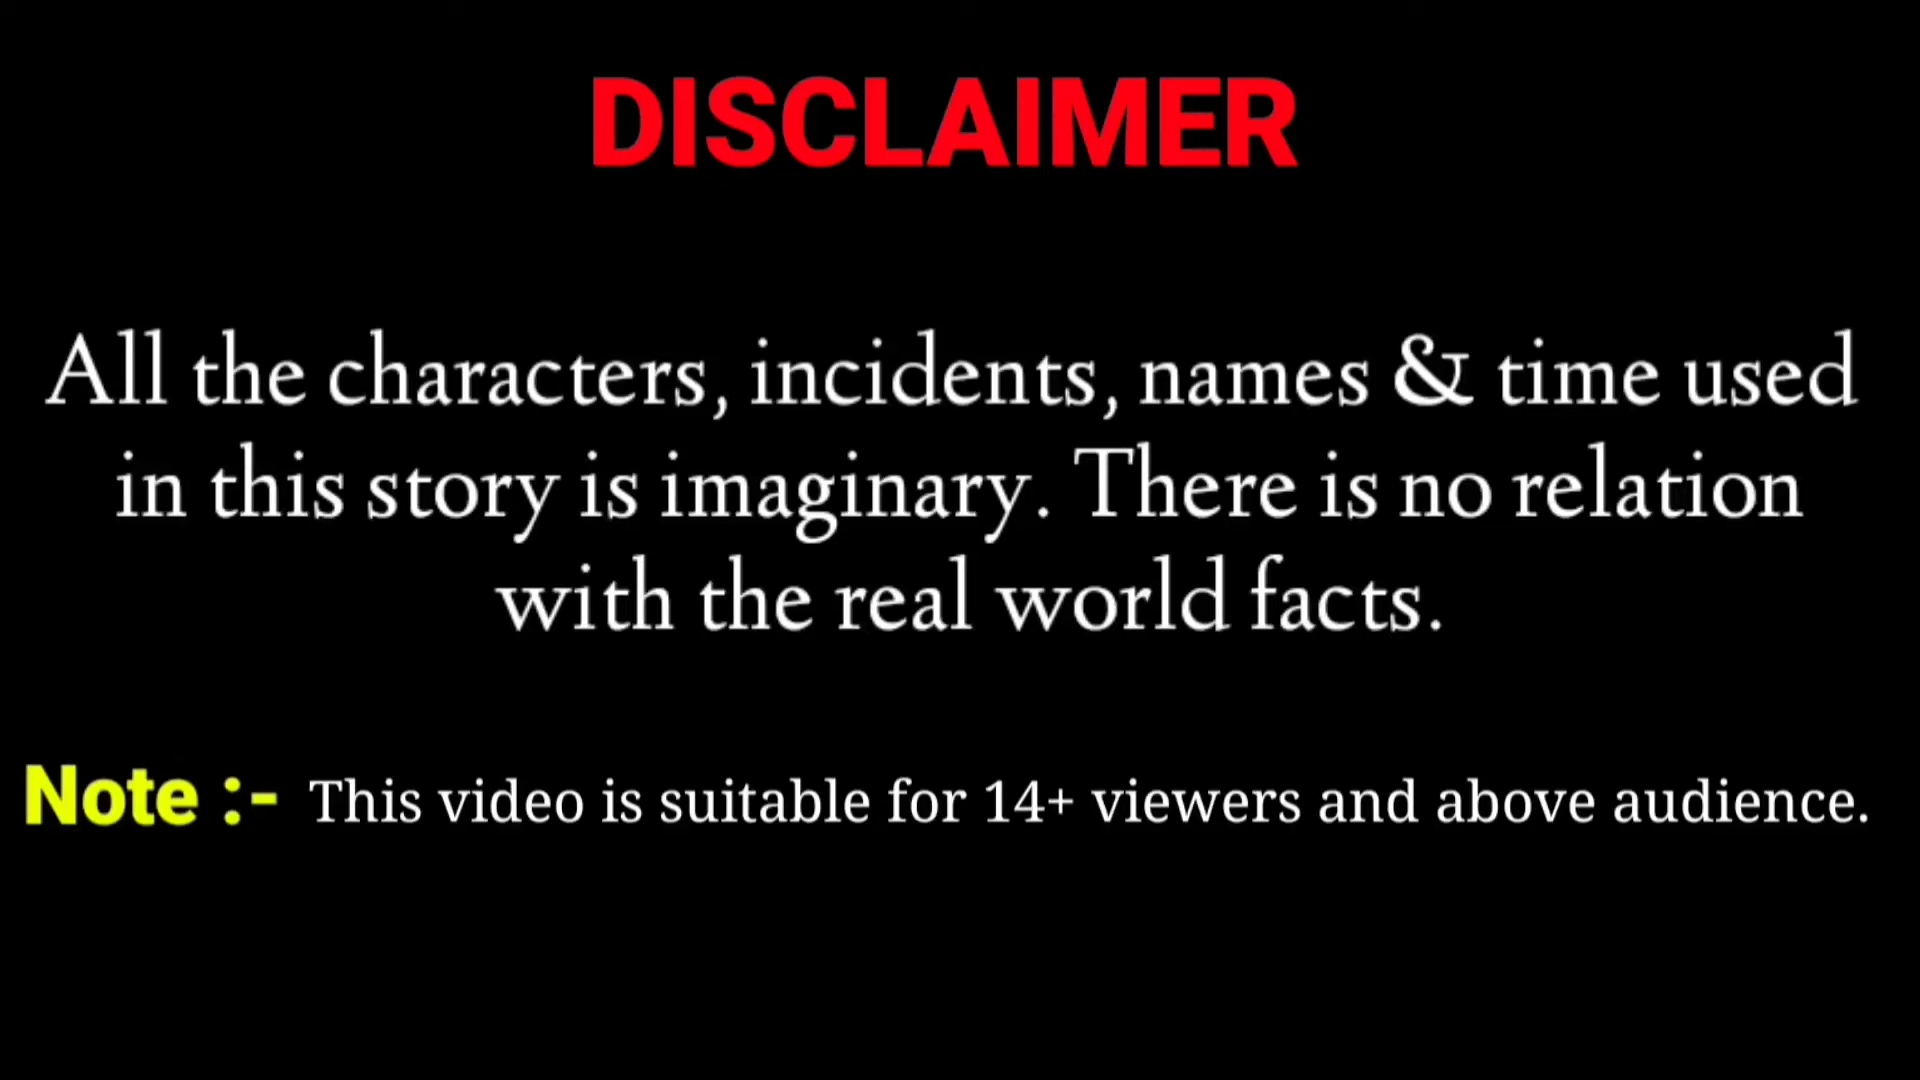 DISCLAIMER
All the characters, incidents, names & time used
in this story is imaginary. There is no relation
with the real world facts.
Note :- This video is suitable for 14+ viewers and above audience.